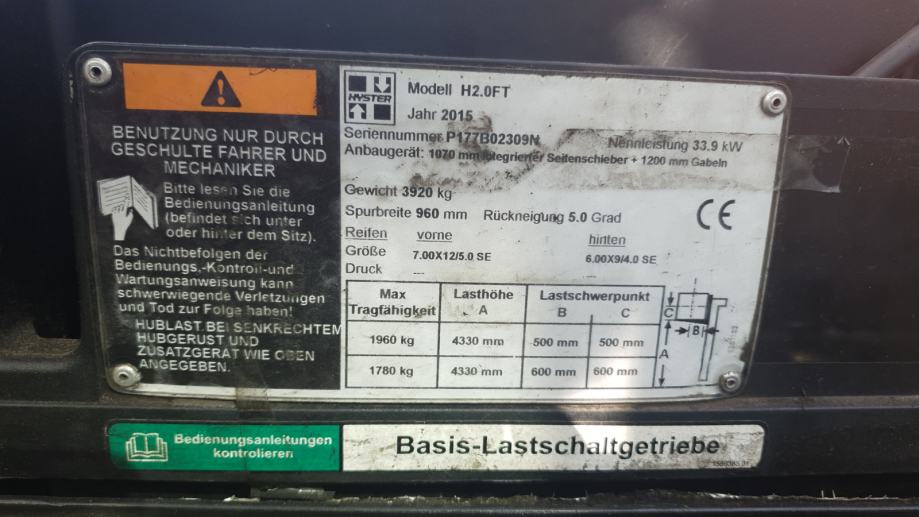 BENUTZUNG NUR DURCH
GESCHULTE FAHRER UND
MECHANIKER
Bitte lesen Sie die
Bedienungsanleitung
(befindet sich unter
oder hinter dem Sitz).
Das Nichtbefolgen der
Bedienungs,-Kontroll-und
Wartungsanweisung kann
schwerwiegende Verletzungen
und Tod zur Folge haben!
HUBLAST BEI SENKRECHTEM
HUBGERUST UND
ZUSATZGERAT WIE OBEN
ANGEGEBEN.
HYSTER
Modell H2.0FT
Jahr 2015
Seriennummer P177B02309N
Nennleistung 33.9 kW
Anbaugerät: 1070 mm Integrierter Seitenschieber + 1200 mm Gabeln
Gewicht 3920 kg
Spurbreite 960 mm Rückneigung 5.0 Grad
CE
Reifen vorne hinten
Größe 7.00X12/5.0 SE 6.00X9/4.0 SE
Druck
Max Tragfähigkeit Lasthöhe A Lastschwerpunkt B C
1960 kg 4330 mm 500 mm 500 mm
1780 kg 4330 mm 600 mm 600 mm
C
B
A
Bedienungsanleitungen
kontrolieren
Basis-Lastschaltgetriebe